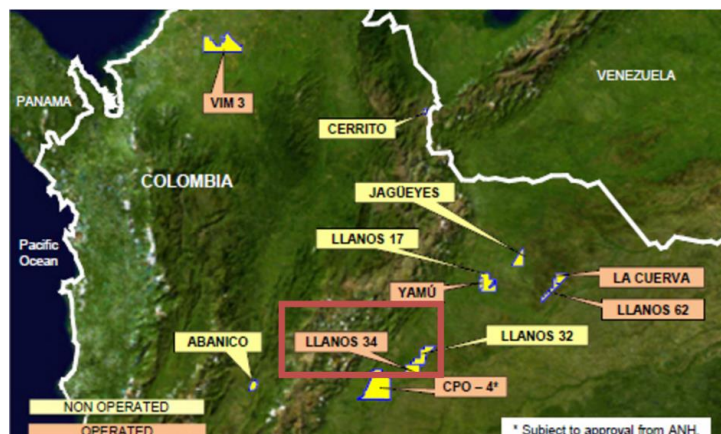 VIM 3
VENEZUELA
PANAMA
CERRITO
COLOMBIA
JAGÜEYES
LLANOS 17
Pacific
Ocean
YAMÚ
LA CUERVA
LLANOS 62
ABANICO
LLANOS 34
LLANOS 32
CPO – 4*
NON OPERATED
OPERATED
* Subject to approval from ANH.